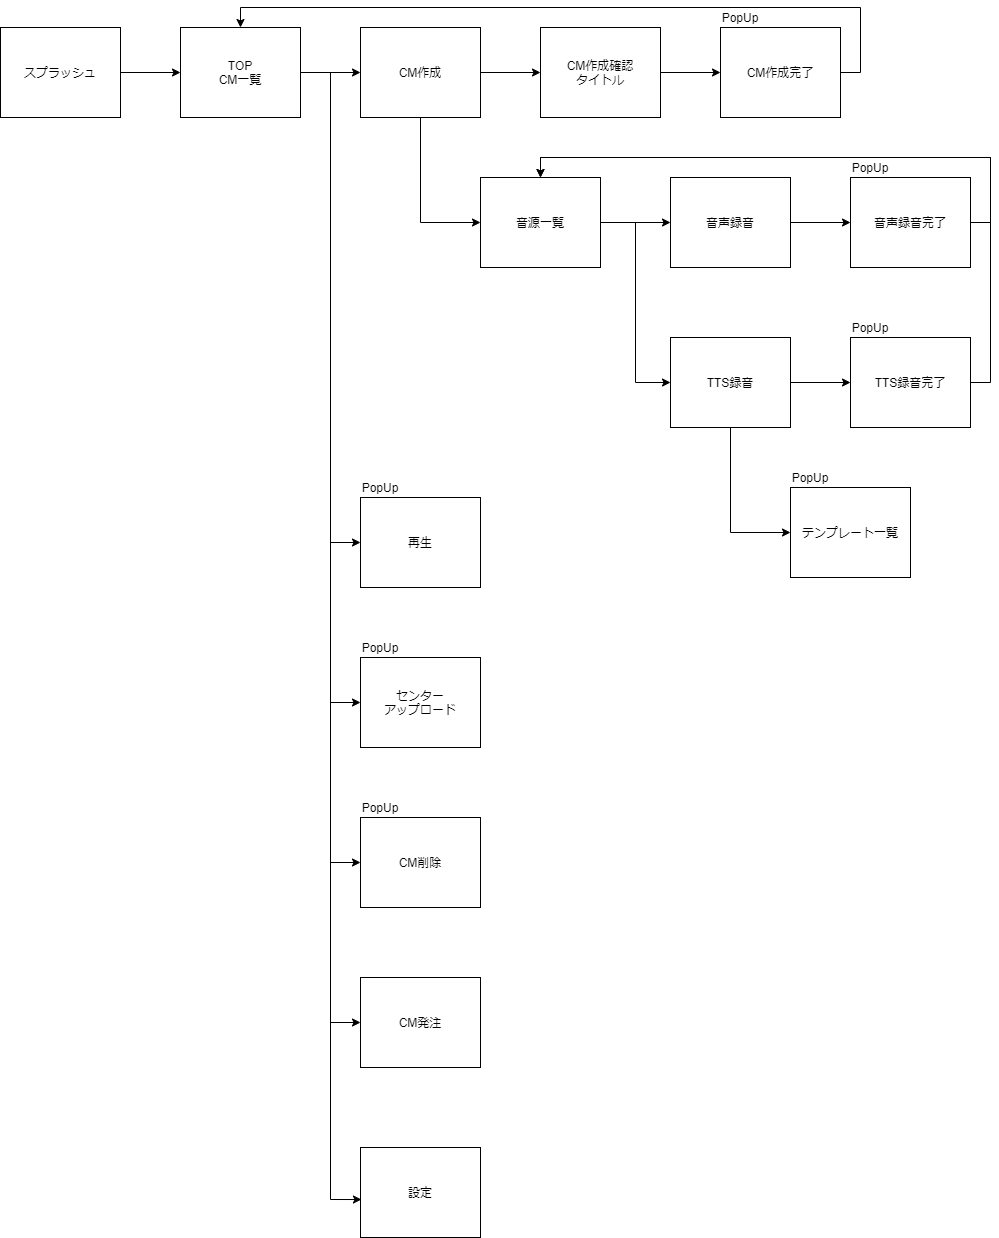 PopUp
スプラッシュ
TOP
CM一覧
CM作成
CM作成確認
タイトル
CM作成完了
PopUp
音源一覧
音声録音
音声録音完了
PopUp
TTS録音
TTS録音完了
PopUp
テンプレート一覧
PopUp
再生
PopUp
センター
アップロード
PopUp
CM削除
CM発注
設定